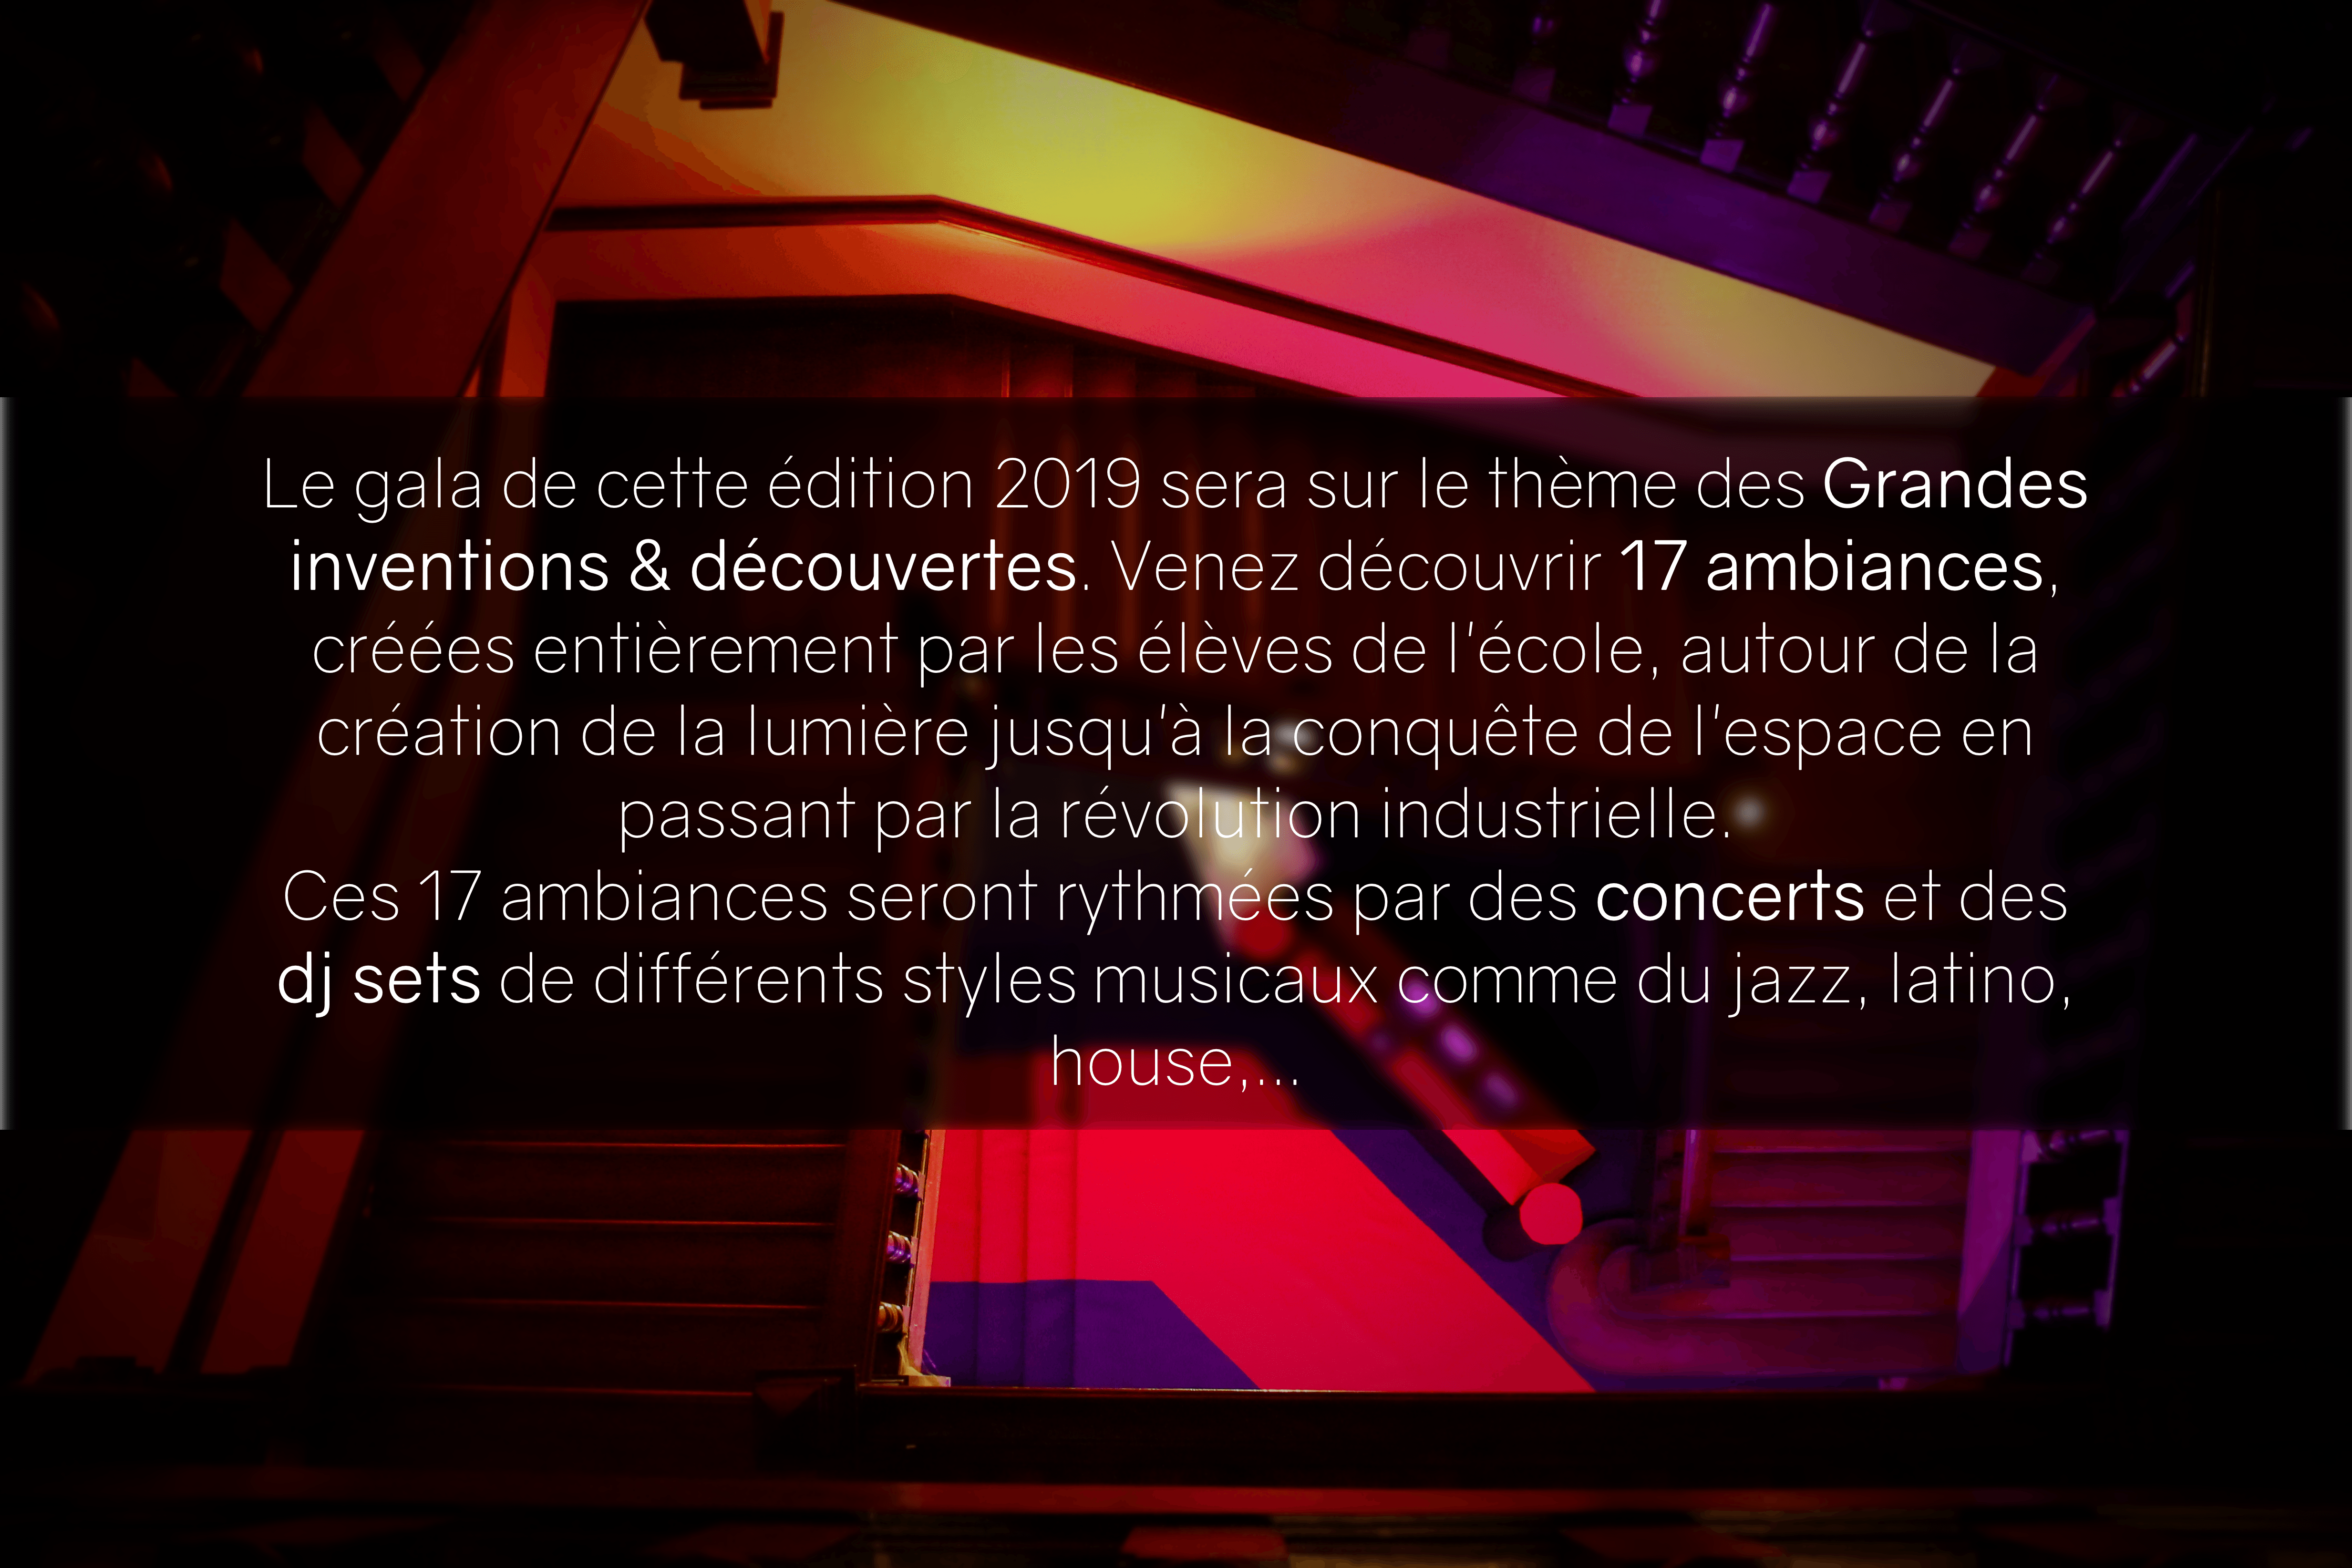 Le gala de cette édition 2019 sera sur le thème des Grandes
inventions & découvertes. Venez découvrir 17 ambiances,
créées entièrement par les élèves de l'école, autour de la
création de la lumière jusqu'à la conquête de l'espace en
passant par la révolution industrielle.
Ces 17 ambiances seront rythmées par des concerts et des
dj sets de différents styles musicaux comme du jazz, latino,
house,...